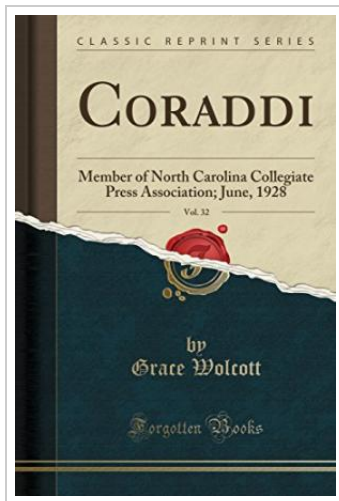 CLASSIC REPRINT SERIES
CORADDI
Member of North Carolina Collegiate
Press Association; June, 1928
Vol. 32
by
Grace Wolcott
Forgotten Books